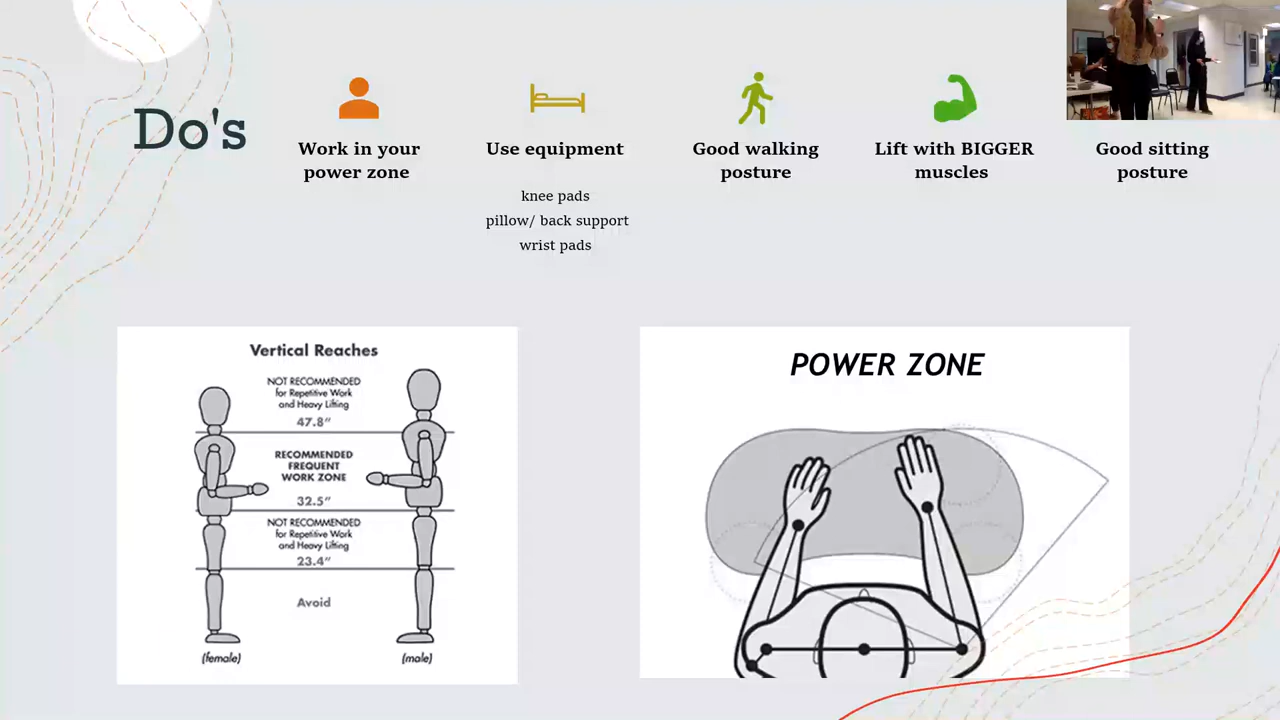 Do's
Work in your
power zone
Use equipment
knee pads
pillow/ back support
wrist pads
Good walking
posture
Lift with BIGGER
muscles
Good sitting
posture
Vertical Reaches
NOT RECOMMENDED
for Repetitive Work
and Heavy Lifting
47.8"
RECOMMENDED
FREQUENT
WORK ZONE
32.5"
NOT RECOMMENDED
for Repetitive Work
and Heavy Lifting
23.4"
Avoid
(female)
(male)
POWER ZONE